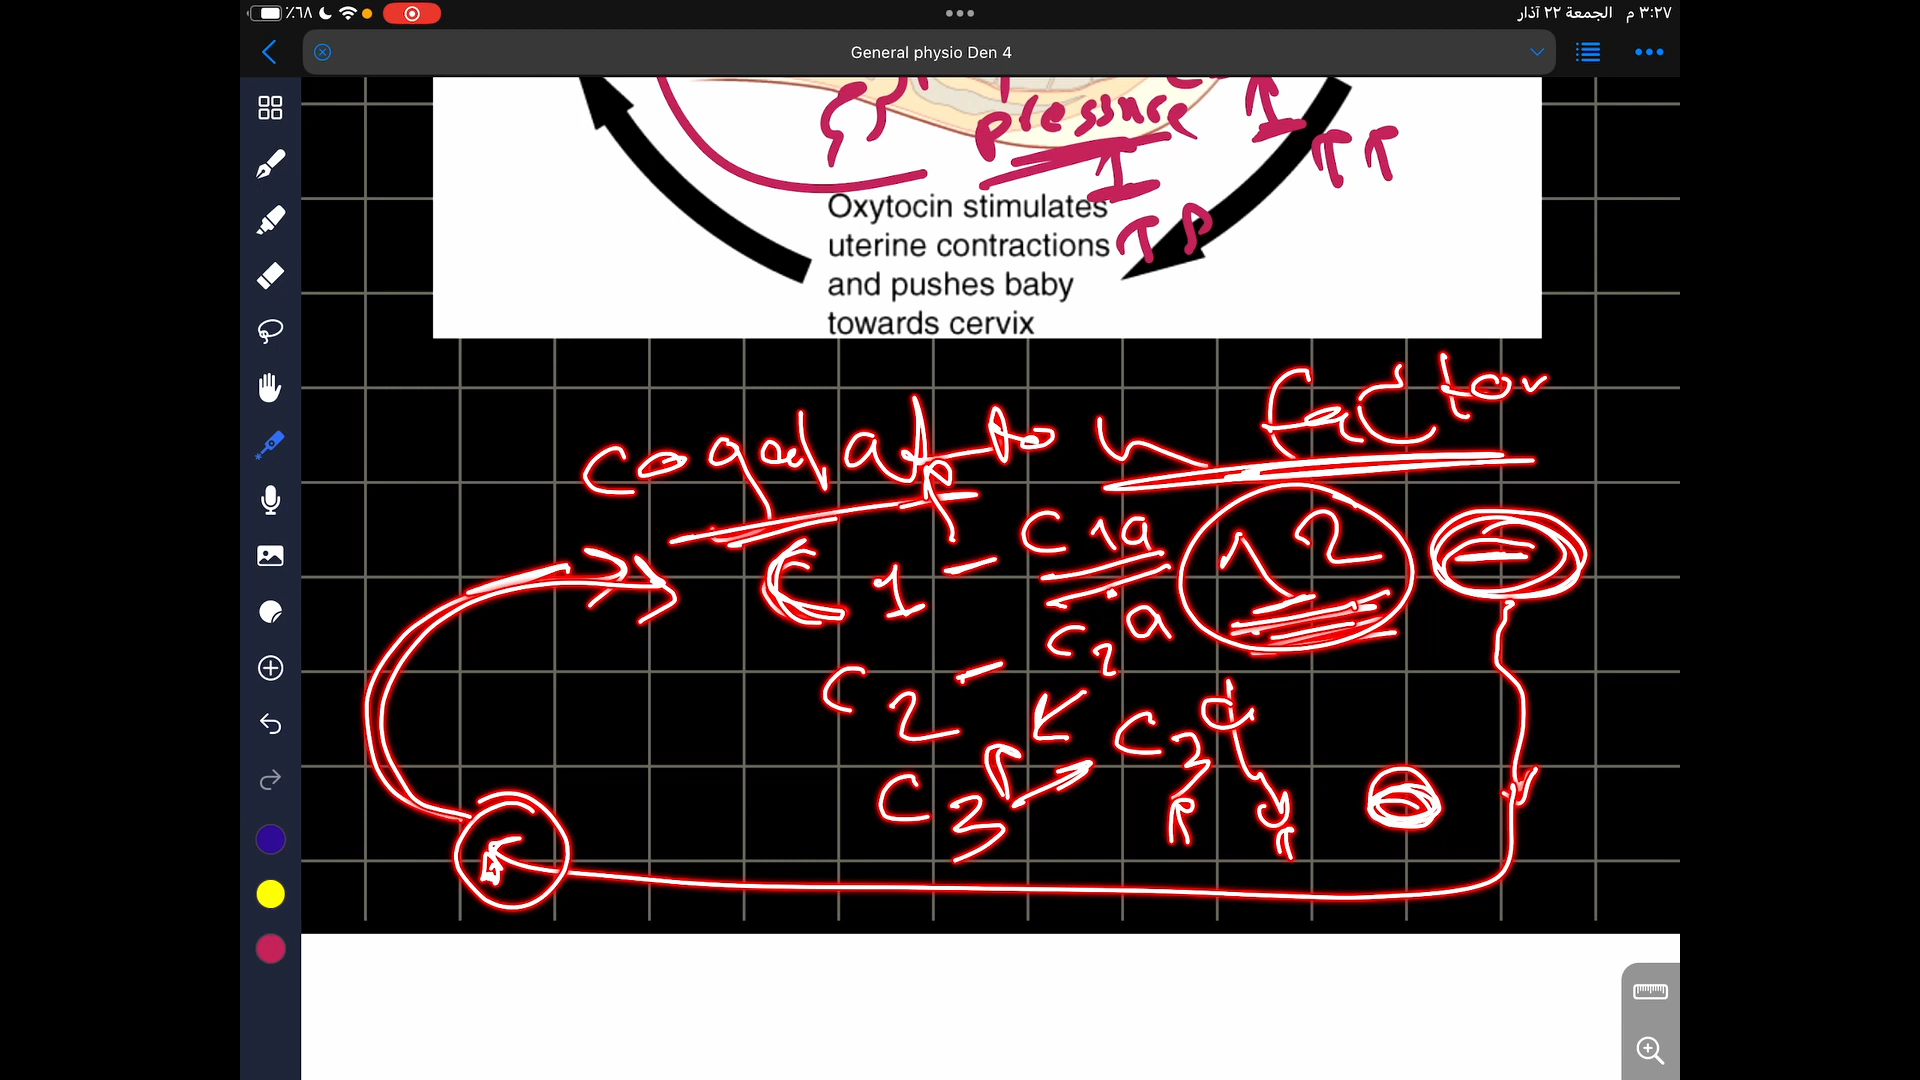 ٪٦٨
٣:٢٧ م الجمعة ٢٢ آذار
General physio Den 4
pressure
Oxytocin stimulates
uterine contractions
and pushes baby
towards cervix
factor
C1 - C1a
12
C2 - C2a
C3 C3a